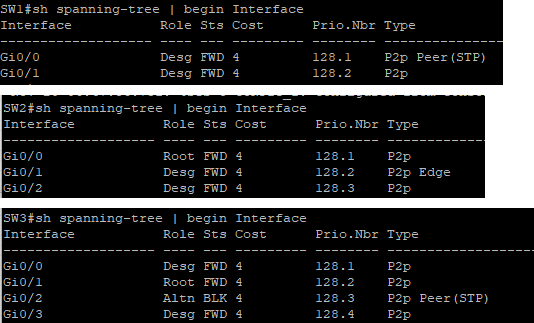 SW1#sh spanning-tree | begin Interface
Interface           Role Sts Cost      Prio.Nbr Type
------------------- ---- --- --------- -------- --------------
Gi0/0               Desg FWD 4         128.1    P2p Peer(STP)
Gi0/1               Desg FWD 4         128.2    P2p
SW2#sh spanning-tree | begin Interface
Interface           Role Sts Cost      Prio.Nbr Type
------------------- ---- --- --------- -------- --------------
Gi0/0               Root FWD 4         128.1    P2p
Gi0/1               Desg FWD 4         128.2    P2p Edge
Gi0/2               Desg FWD 4         128.3    P2p
SW3#sh spanning-tree | begin Interface
Interface           Role Sts Cost      Prio.Nbr Type
------------------- ---- --- --------- -------- --------------
Gi0/0               Desg FWD 4         128.1    P2p
Gi0/1               Root FWD 4         128.2    P2p
Gi0/2               Altn BLK 4         128.3    P2p Peer(STP)
Gi0/3               Desg FWD 4         128.4    P2p